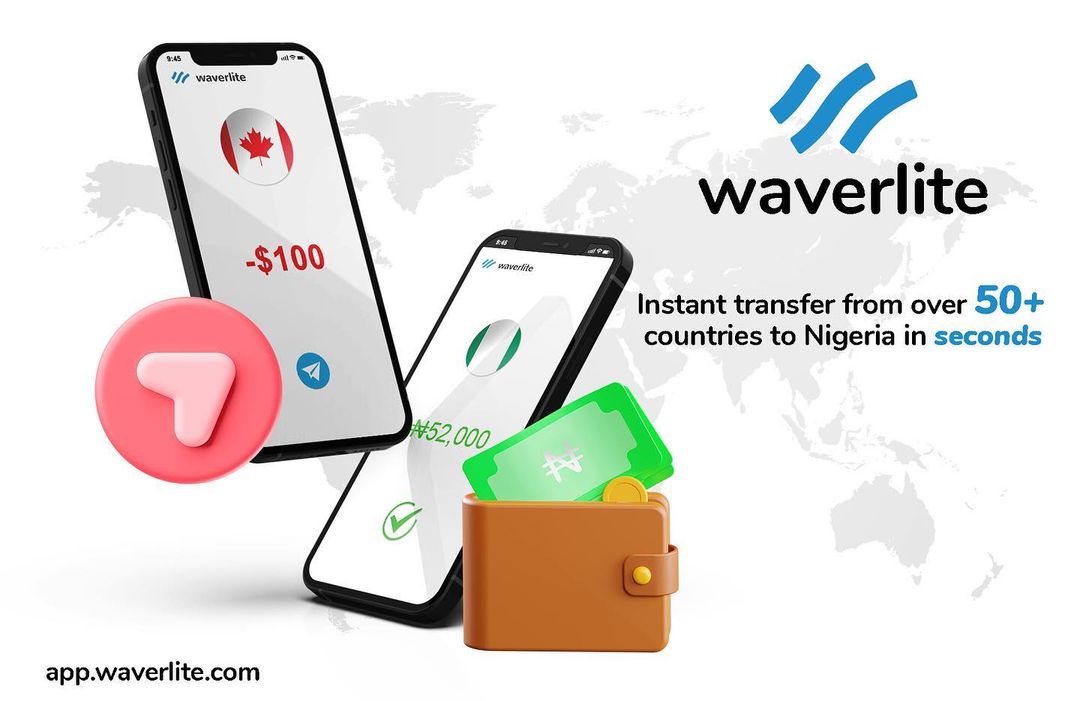 9:45
waverlite
-$100
9:45
waverlite
₦52,000
₦
waverlite
Instant transfer from over 50+
countries to Nigeria in seconds
app.waverlite.com